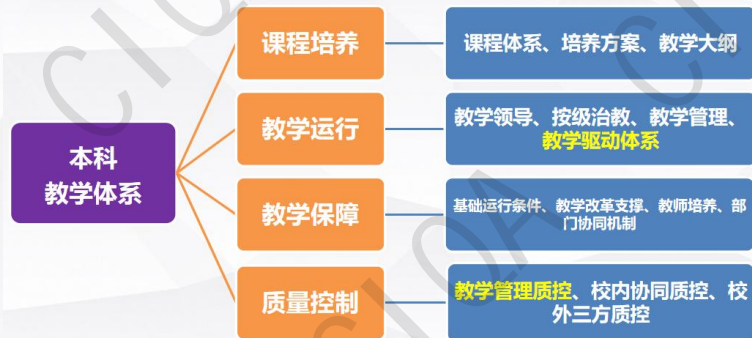 课程培养
课程体系、培养方案、教学大纲
教学运行
教学领导、按级治教、教学管理、
教学驱动体系
本科
教学体系
教学保障
基础运行条件、教学改革支撑、教师培养、部
门协同机制
质量控制
教学管理质控、校内协同质控、校
外三方质控
CIQA
CIQA
CI